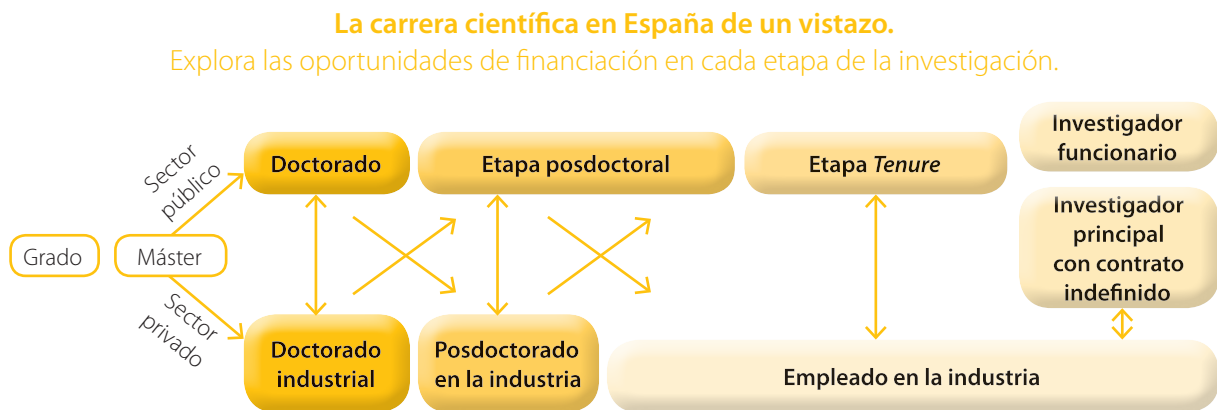 La carrera científica en España de un vistazo.
Explora las oportunidades de financiación en cada etapa de la investigación.
Grado
Máster
Sector
público
Sector
privado
Doctorado
Etapa posdoctoral
Etapa Tenure
Investigador
funcionario
Investigador
principal
con contrato
indefinido
Doctorado
industrial
Posdoctorado
en la industria
Empleado en la industria